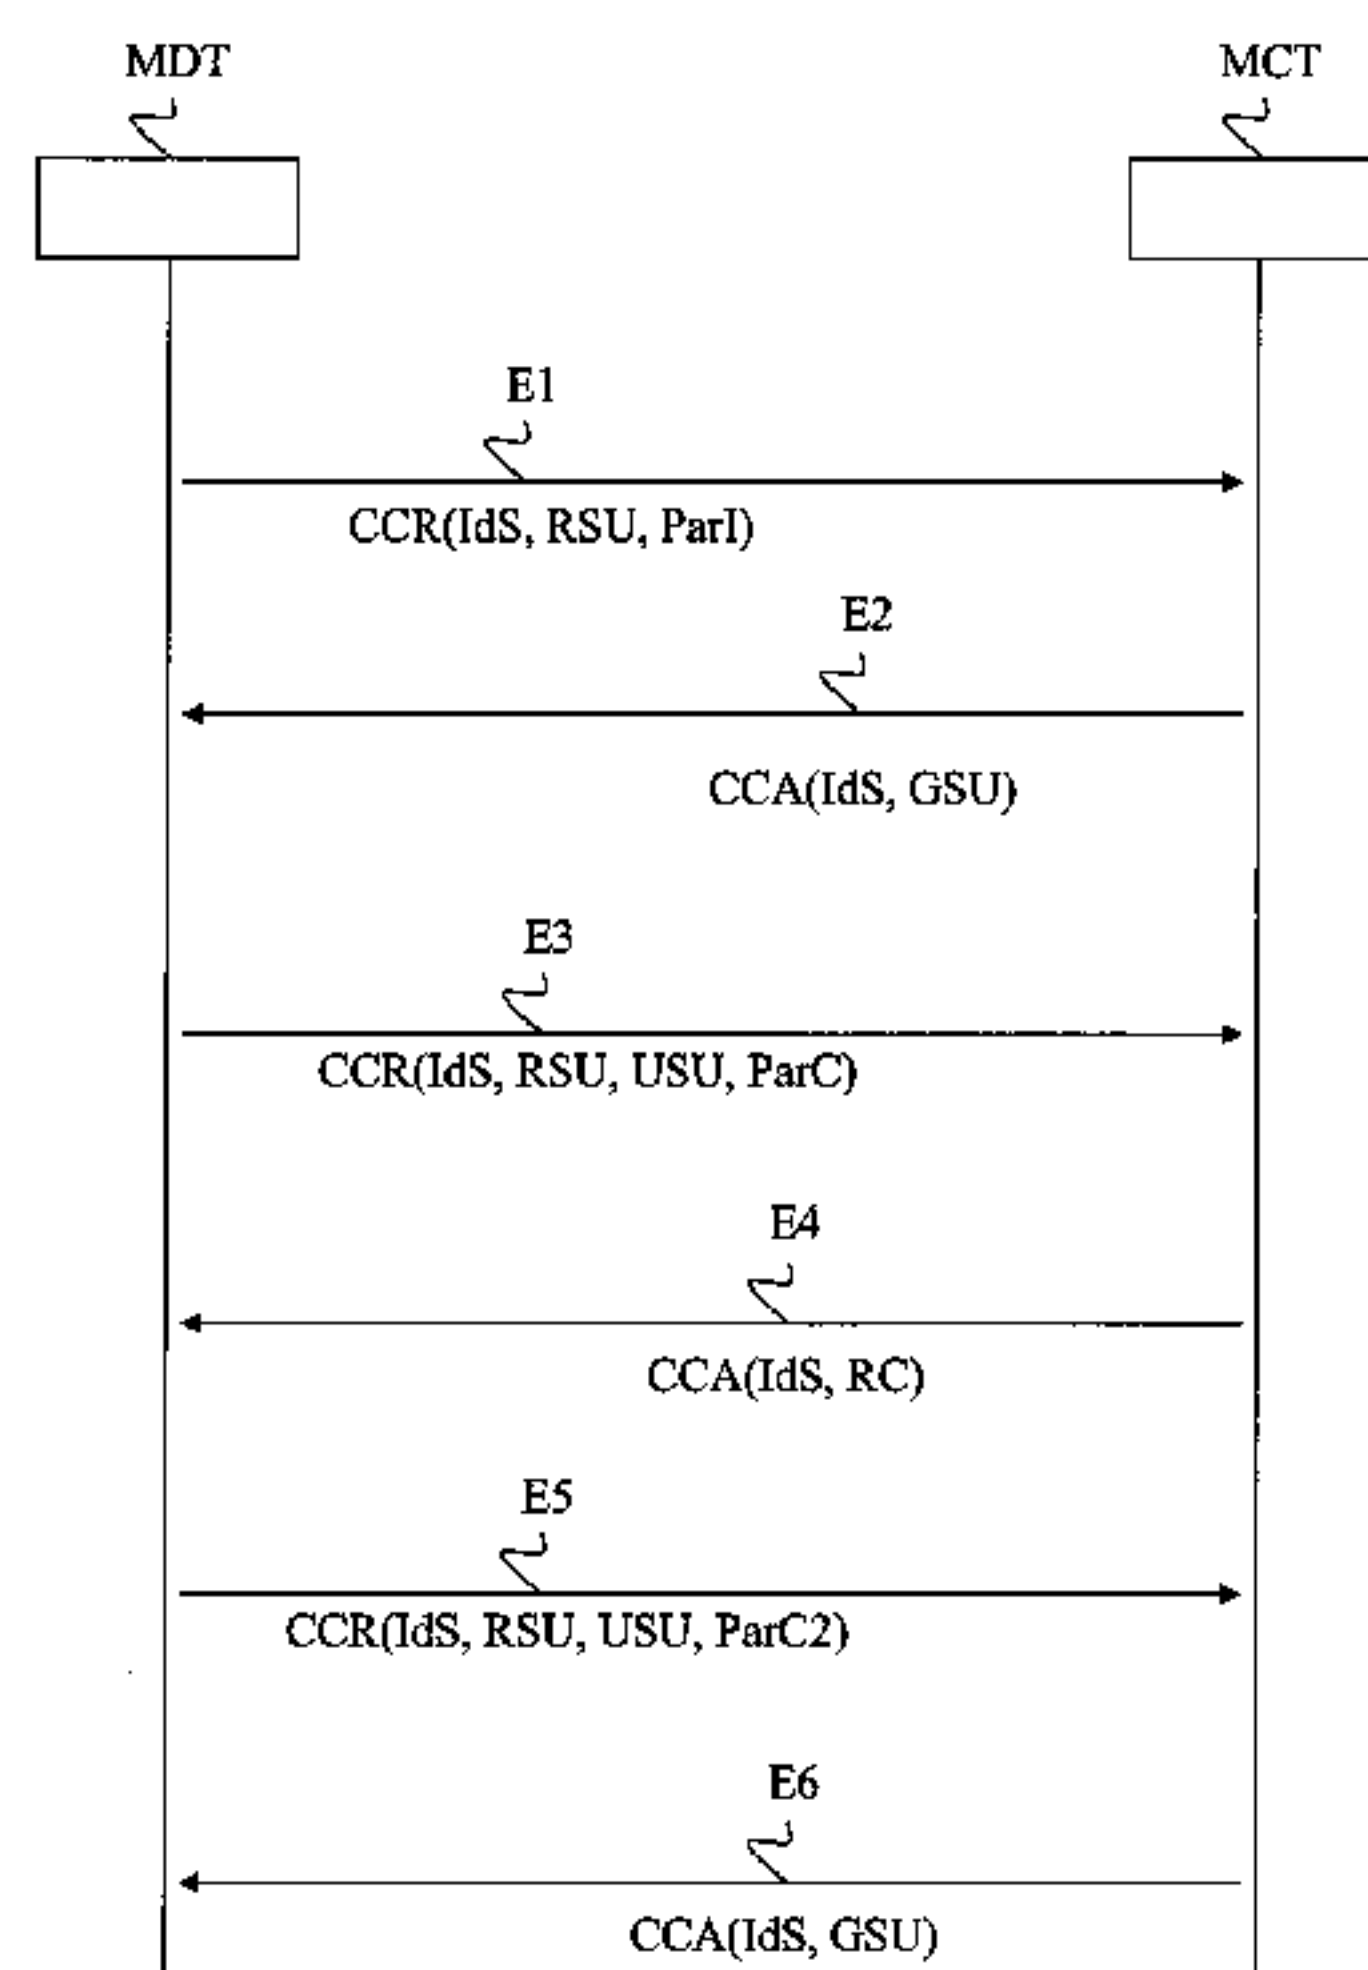 MDT
MCT
E1
CCR(IdS, RSU, ParI)
E2
CCA(IdS, GSU)
E3
CCR(IdS, RSU, USU, ParC)
E4
CCA(IdS, RC)
E5
CCR(IdS, RSU, USU, ParC2)
E6
CCA(IdS, GSU)